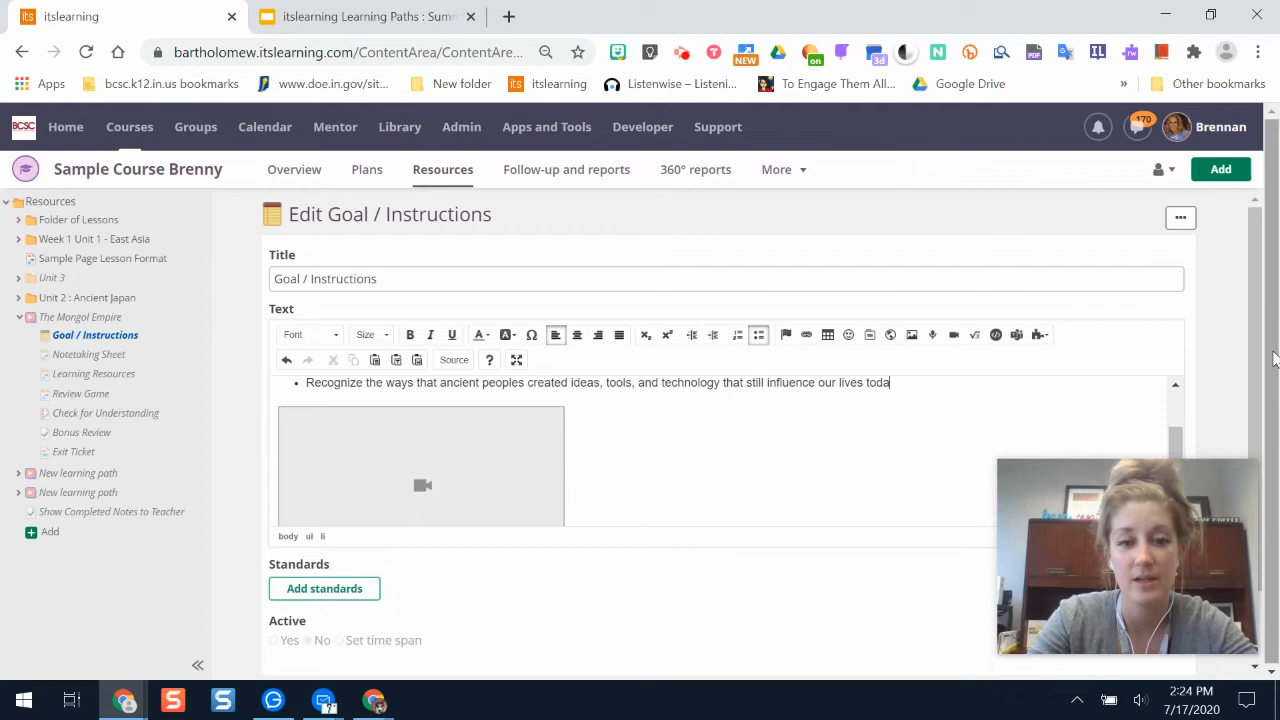 itslearning
itslearning Learning Paths : Sumr
bartholomew.itslearning.com/ContentArea/ContentAre...
NEW
on
3d
PDF
IL
Apps
bcsc.k12.in.us bookmarks
www.doe.in.gov/sit...
New folder
itslearning
Listenwise – Listeni...
To Engage Them All...
Google Drive
Other bookmarks
BCSC
Home
Courses
Groups
Calendar
Mentor
Library
Admin
Apps and Tools
Developer
Support
170
Brennan
Sample Course Brenny
Overview
Plans
Resources
Follow-up and reports
360° reports
More
Add
Resources
Folder of Lessons
Week 1 Unit 1 - East Asia
Sample Page Lesson Format
Unit 3
Unit 2 : Ancient Japan
The Mongol Empire
Goal / Instructions
Notetaking Sheet
Learning Resources
Review Game
Check for Understanding
Bonus Review
Exit Ticket
New learning path
New learning path
Show Completed Notes to Teacher
Add
Edit Goal / Instructions
Title
Goal / Instructions
Text
Font
Size
B
I
U
Source
• Recognize the ways that ancient peoples created ideas, tools, and technology that still influence our lives toda
body ul li
Standards
Add standards
Active
Yes No Set time span
2:24 PM
7/17/2020